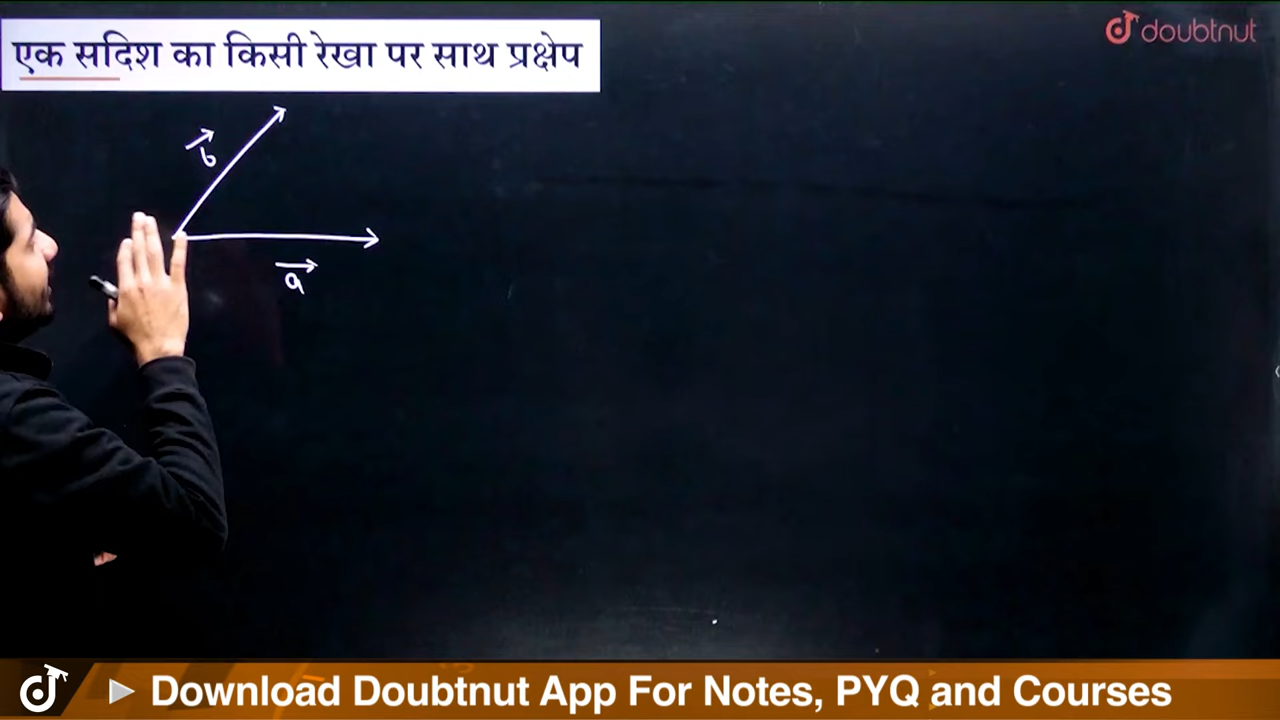 एक सदिश का किसी रेखा पर साथ प्रक्षेप
doubtnut
b
a
Download Doubtnut App For Notes, PYQ and Courses